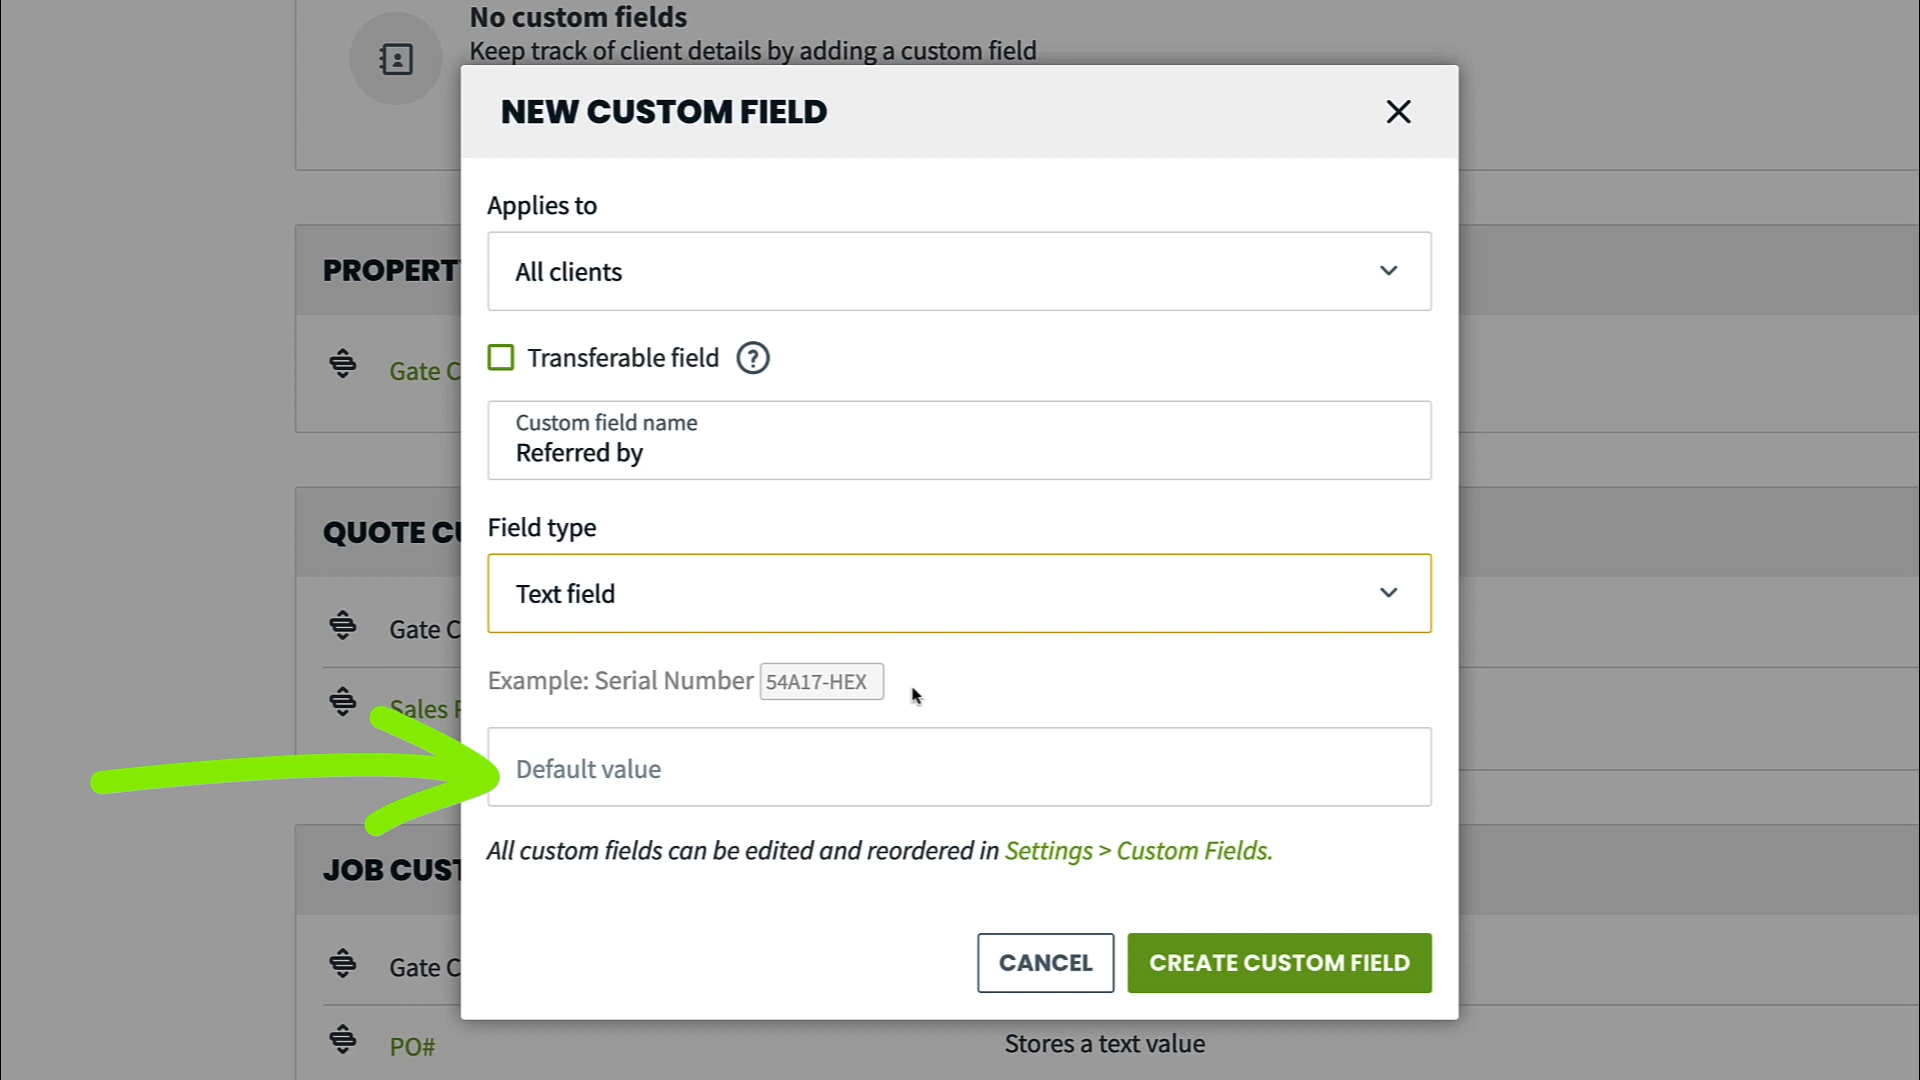 No custom fields
Keep track of client details by adding a custom field
NEW CUSTOM FIELD
Applies to
All clients
PROPERT
Transferable field ?
Gate C
Custom field name
Referred by
Field type
QUOTE CU
Text field
Gate C
Example: Serial Number 54A17-HEX
Sales
Default value
All custom fields can be edited and reordered in Settings > Custom Fields.
JOB CUST
CANCEL
CREATE CUSTOM FIELD
Gate C
PO#
Stores a text value